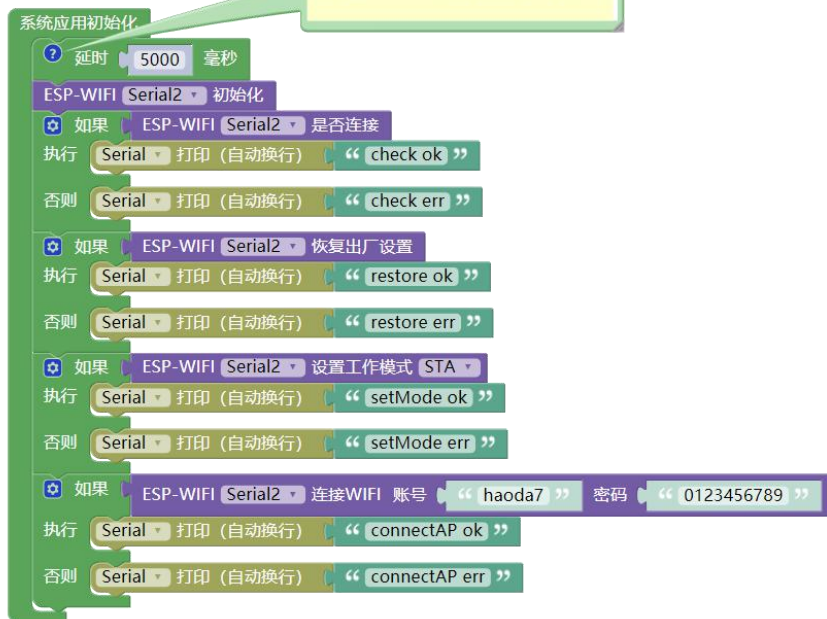 系统应用初始化
? 延时 5000 毫秒
ESP-WIFI Serial2 初始化
如果 ESP-WIFI Serial2 是否连接
执行 Serial 打印（自动换行） “ check ok ”
否则 Serial 打印（自动换行） “ check err ”
如果 ESP-WIFI Serial2 恢复出厂设置
执行 Serial 打印（自动换行） “ restore ok ”
否则 Serial 打印（自动换行） “ restore err ”
如果 ESP-WIFI Serial2 设置工作模式 STA
执行 Serial 打印（自动换行） “ setMode ok ”
否则 Serial 打印（自动换行） “ setMode err ”
如果 ESP-WIFI Serial2 连接WIFI 账号 “ haoda7 ” 密码 “ 0123456789 ”
执行 Serial 打印（自动换行） “ connectAP ok ”
否则 Serial 打印（自动换行） “ connectAP err ”